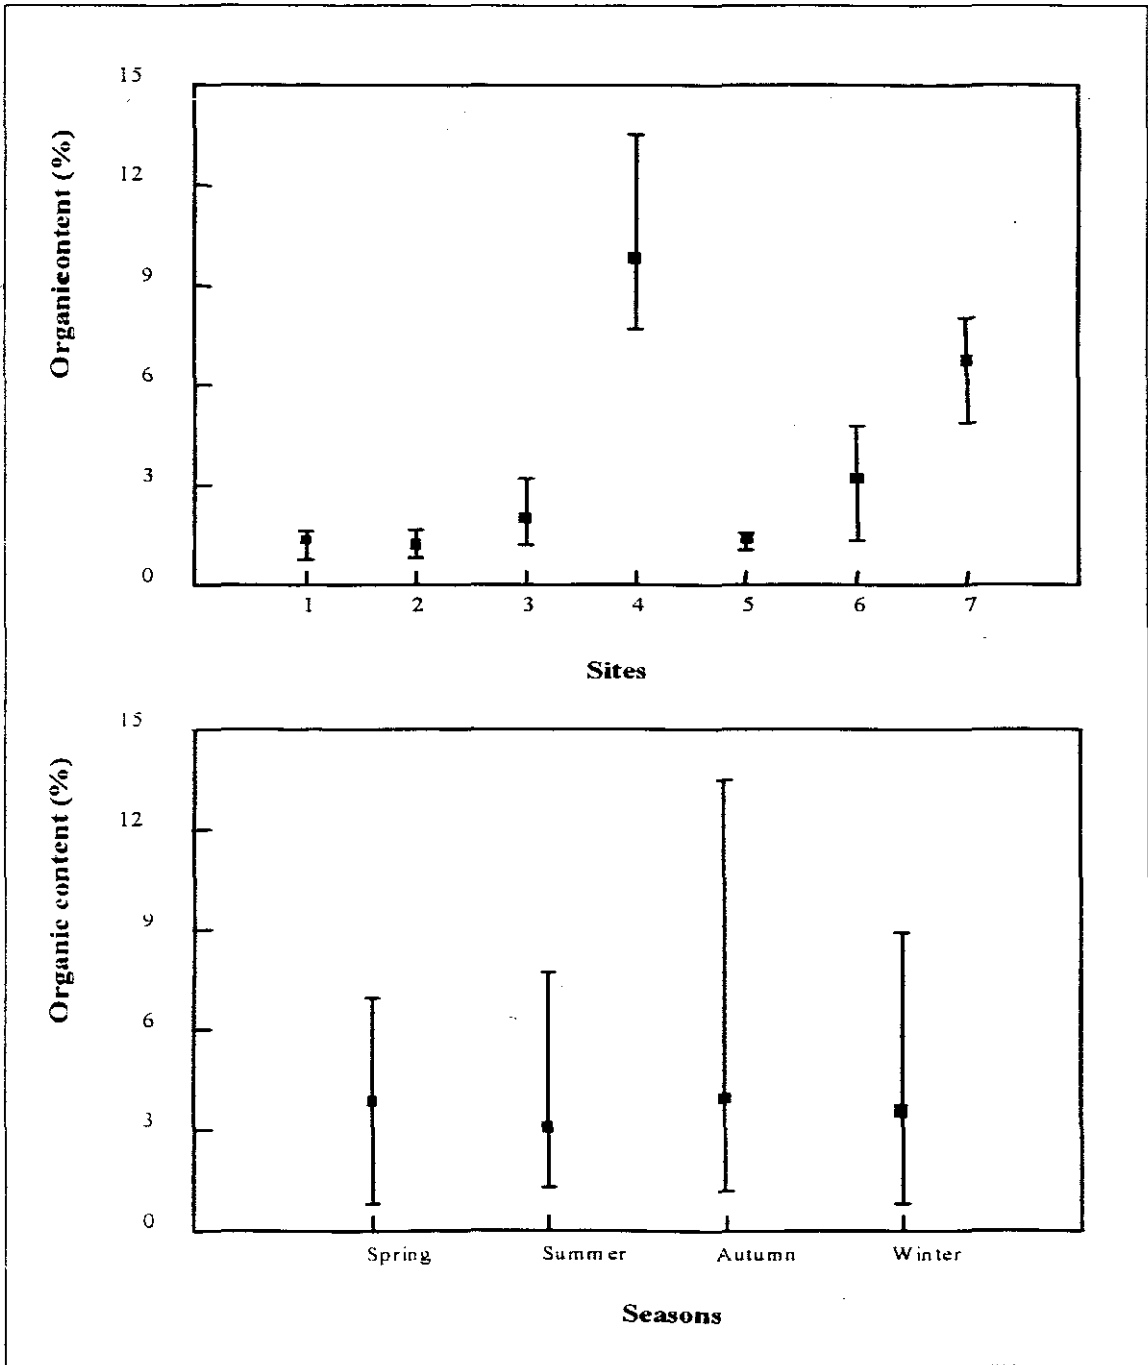 Organicontent (%)
15
12
9
6
3
0
1 2 3 4 5 6 7
Sites
Organic content (%)
15
12
9
6
3
0
Spring Summer Autumn Winter
Seasons